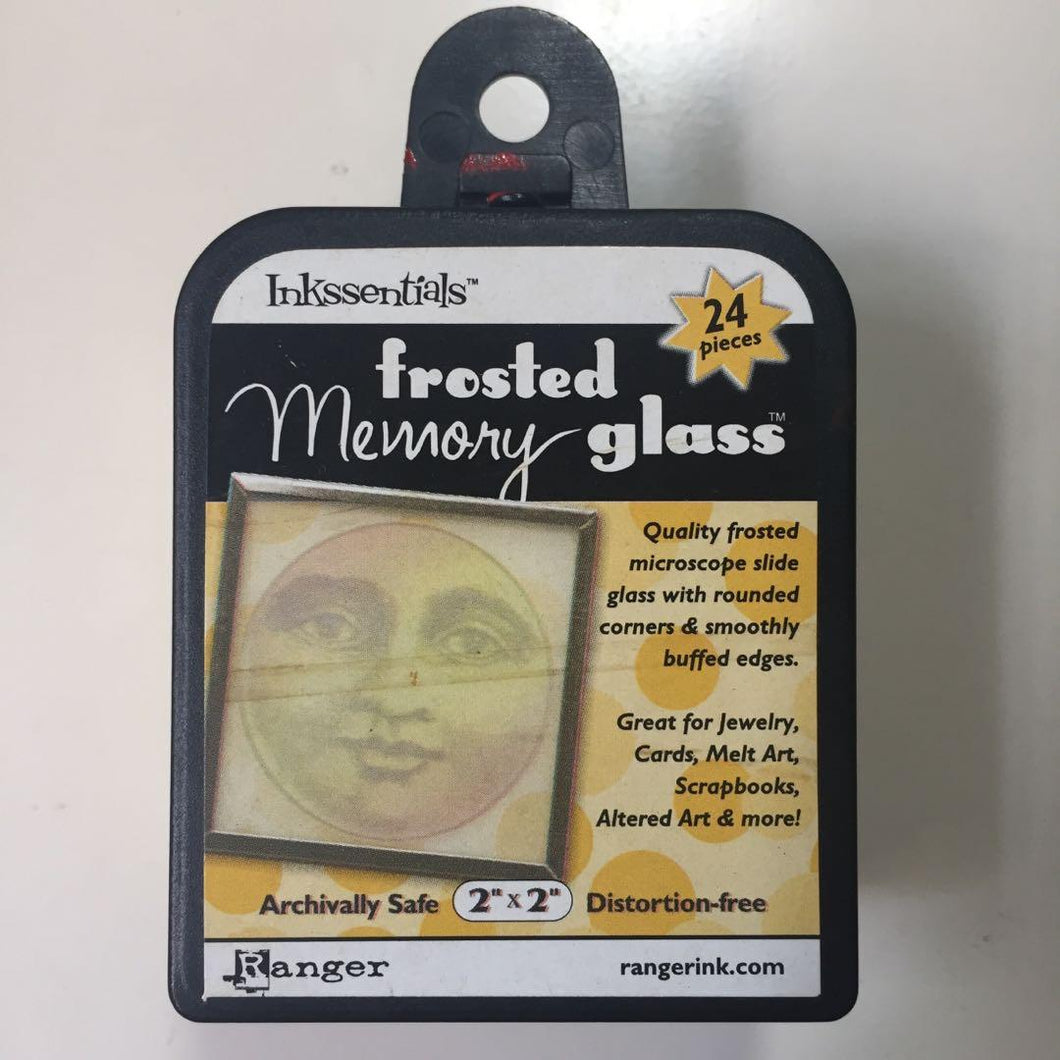 Inkssentials™
24
pieces
frosted
Memory glass™
Quality frosted
microscope slide
glass with rounded
corners & smoothly
buffed edges.
Great for Jewelry,
Cards, Melt Art,
Scrapbooks,
Altered Art & more!
Archivally Safe 2" x 2" Distortion-free
Ranger rangerink.com